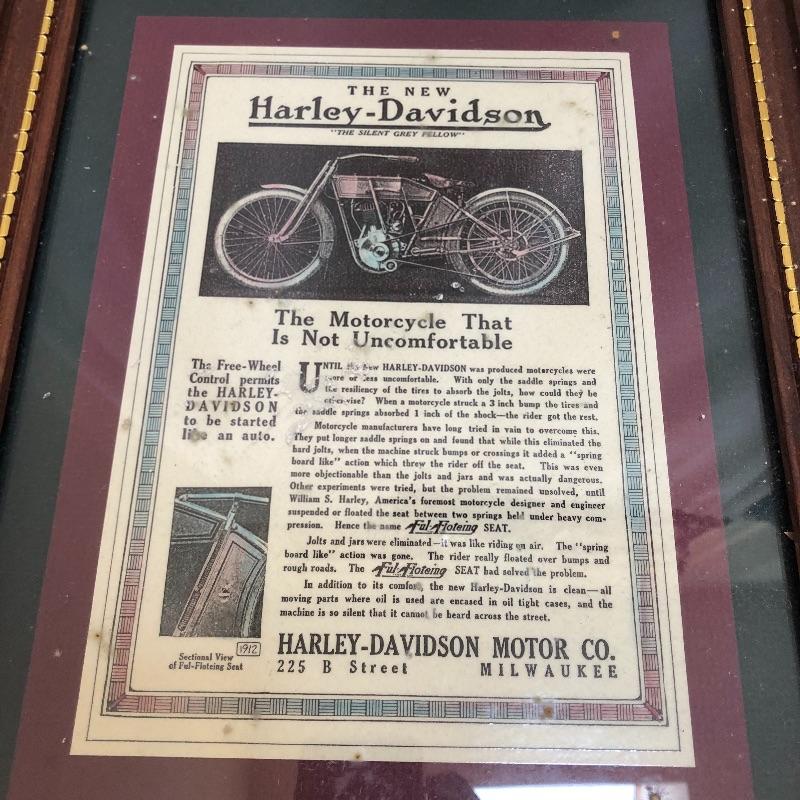 THE NEW
Harley-Davidson
"THE SILENT GREY FELLOW"
The Motorcycle That
Is Not Uncomfortable
The Free-Wheel
Control permits
the HARLEY-
DAVIDSON
to be started
like an auto.
UNTIL this New HARLEY-DAVIDSON was produced motorcycles were
more or less uncomfortable. With only the saddle springs and
the resiliency of the tires to absorb the jolts, how could they be
otherwise? When a motorcycle struck a 3 inch bump the tires and
the saddle springs absorbed 1 inch of the shock—the rider got the rest.
Motorcycle manufacturers have long tried in vain to overcome this.
They put longer saddle springs on and found that while this eliminated the
hard jolts, when the machine struck bumps or crossings it added a "spring
board like" action which threw the rider off the seat. This was even
more objectionable than the jolts and jars and was actually dangerous.
Other experiments were tried, but the problem remained unsolved, until
William S. Harley, America's foremost motorcycle designer and engineer
suspended or floated the seat between two springs held under heavy com-
pression. Hence the name Ful-Floteing SEAT.
Jolts and jars were eliminated—it was like riding on air. The "spring
board like" action was gone. The rider really floated over bumps and
rough roads. The Ful-Floteing SEAT had solved the problem.
In addition to its comfort, the new Harley-Davidson is clean—all
moving parts where oil is used are encased in oil tight cases, and the
machine is so silent that it cannot be heard across the street.
1912
Sectional View
of Ful-Floteing Seat
HARLEY-DAVIDSON MOTOR CO.
225 B Street MILWAUKEE